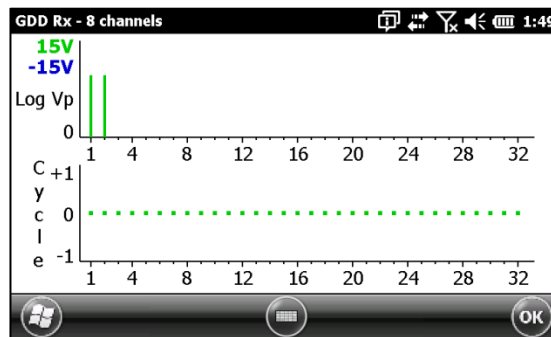 GDD Rx - 8 channels 1:49
15V
-15V
Log Vp
0
1 4 8 12 16 20 24 28 32
Cycle
+1
0
-1
1 4 8 12 16 20 24 28 32
OK